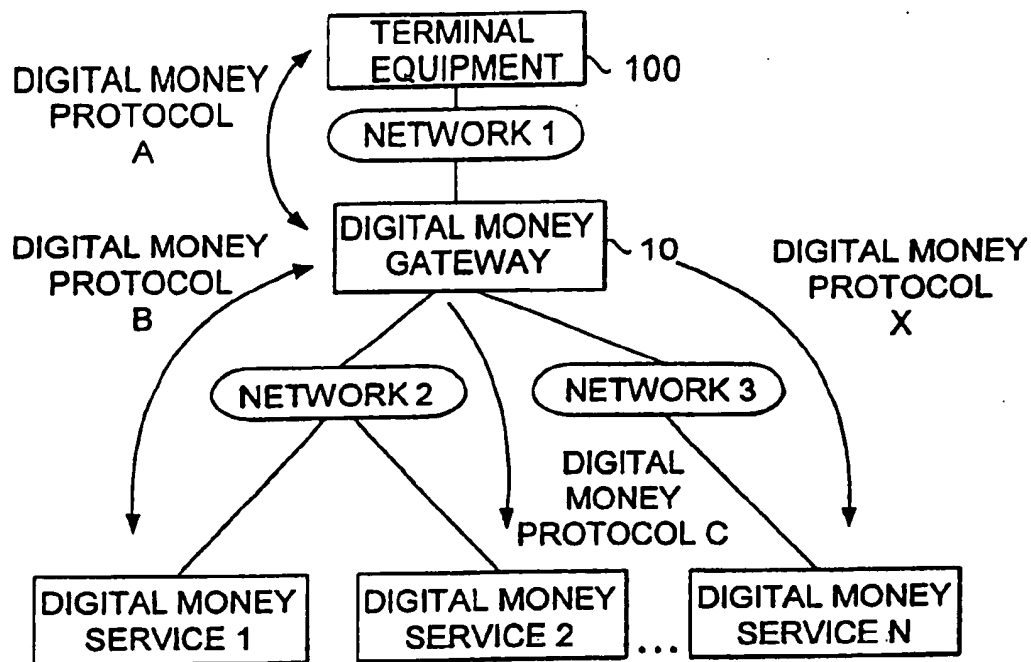 TERMINAL
EQUIPMENT
100
DIGITAL MONEY
PROTOCOL
A
NETWORK 1
DIGITAL MONEY
GATEWAY
10
DIGITAL MONEY
PROTOCOL
B
DIGITAL MONEY
PROTOCOL
X
NETWORK 2
NETWORK 3
DIGITAL
MONEY
PROTOCOL C
DIGITAL MONEY
SERVICE 1
DIGITAL MONEY
SERVICE 2
...
DIGITAL MONEY
SERVICE N